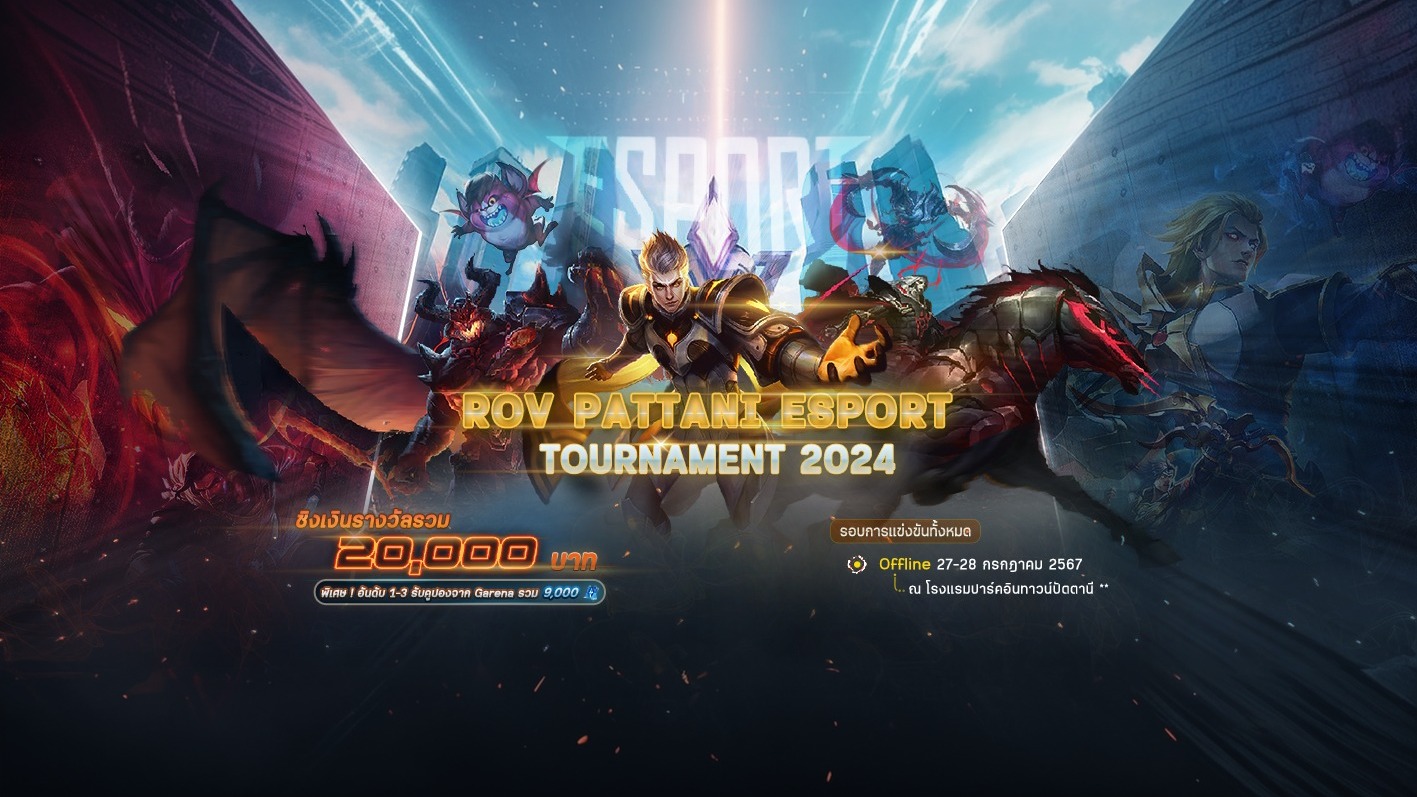 ESPORT
ROV PATTANI ESPORT
TOURNAMENT 2024
ชิงเงินรางวัลรวม
20,000 บาท
พิเศษ ! อันดับ 1-3 รับคูปองจาก Garena รวม 9,000
รอบการแข่งขันทั้งหมด
Offline 27-28 กรกฎาคม 2567
ณ โรงแรมปาร์คอินทาวน์ปัตตานี **